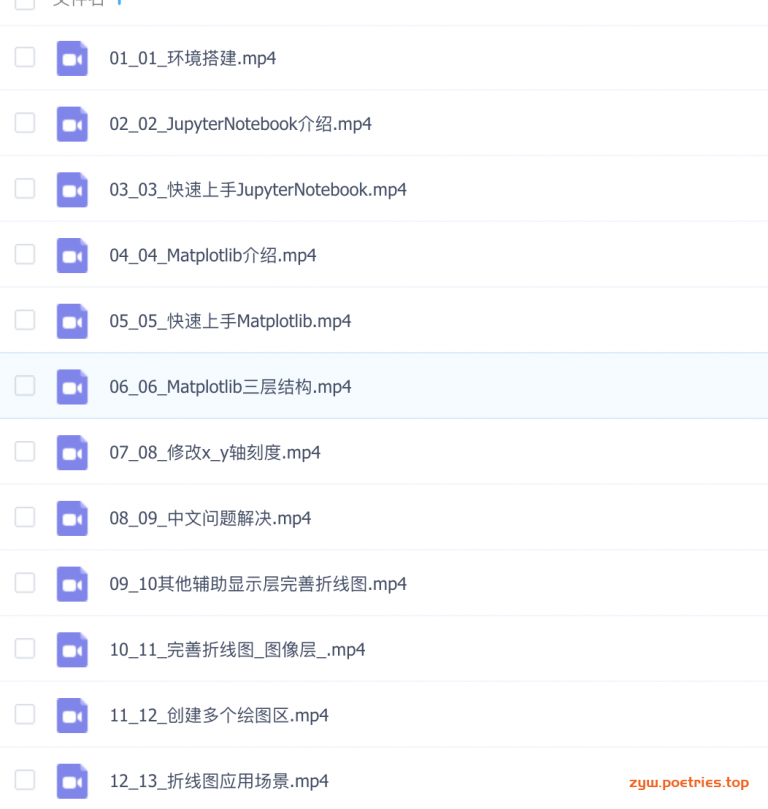 文件名
01_01_环境搭建.mp4
02_02_JupyterNotebook介绍.mp4
03_03_快速上手JupyterNotebook.mp4
04_04_Matplotlib介绍.mp4
05_05_快速上手Matplotlib.mp4
06_06_Matplotlib三层结构.mp4
07_08_修改x_y轴刻度.mp4
08_09_中文问题解决.mp4
09_10其他辅助显示层完善折线图.mp4
10_11_完善折线图_图像层_.mp4
11_12_创建多个绘图区.mp4
12_13_折线图应用场景.mp4
zyw.poetries.top